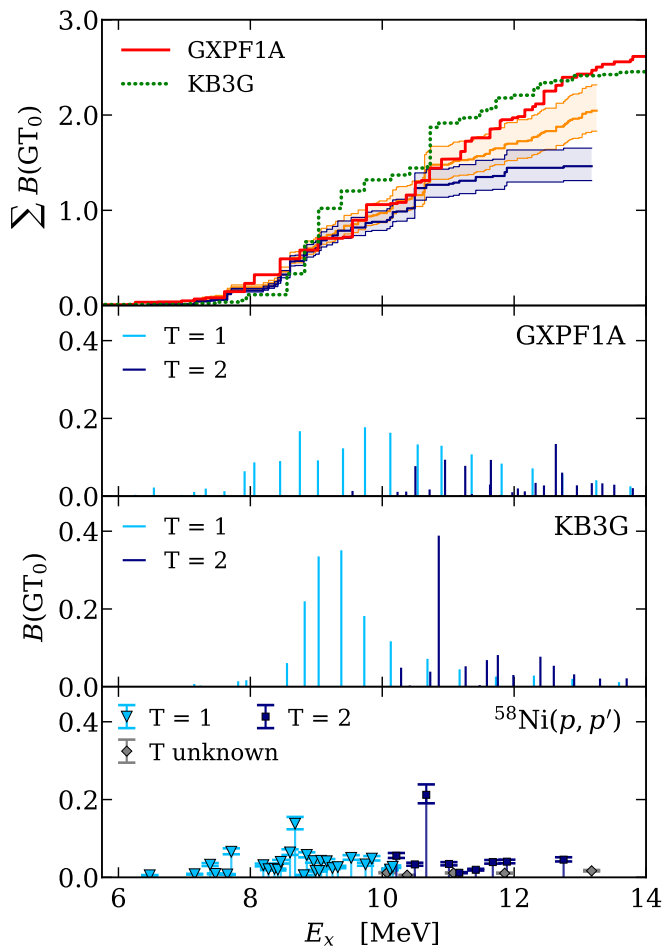 3.0
GXPF1A
KB3G
2.0
∑ B(GT₀)
1.0
0.0
T = 1
GXPF1A
0.4
T = 2
0.2
0.0
T = 1
KB3G
0.4
T = 2
B(GT₀)
0.2
0.0
T = 1
T = 2
⁵⁸Ni(p, p′)
0.4
T unknown
0.2
0.0
6 8 10 12 14
Eₓ [MeV]